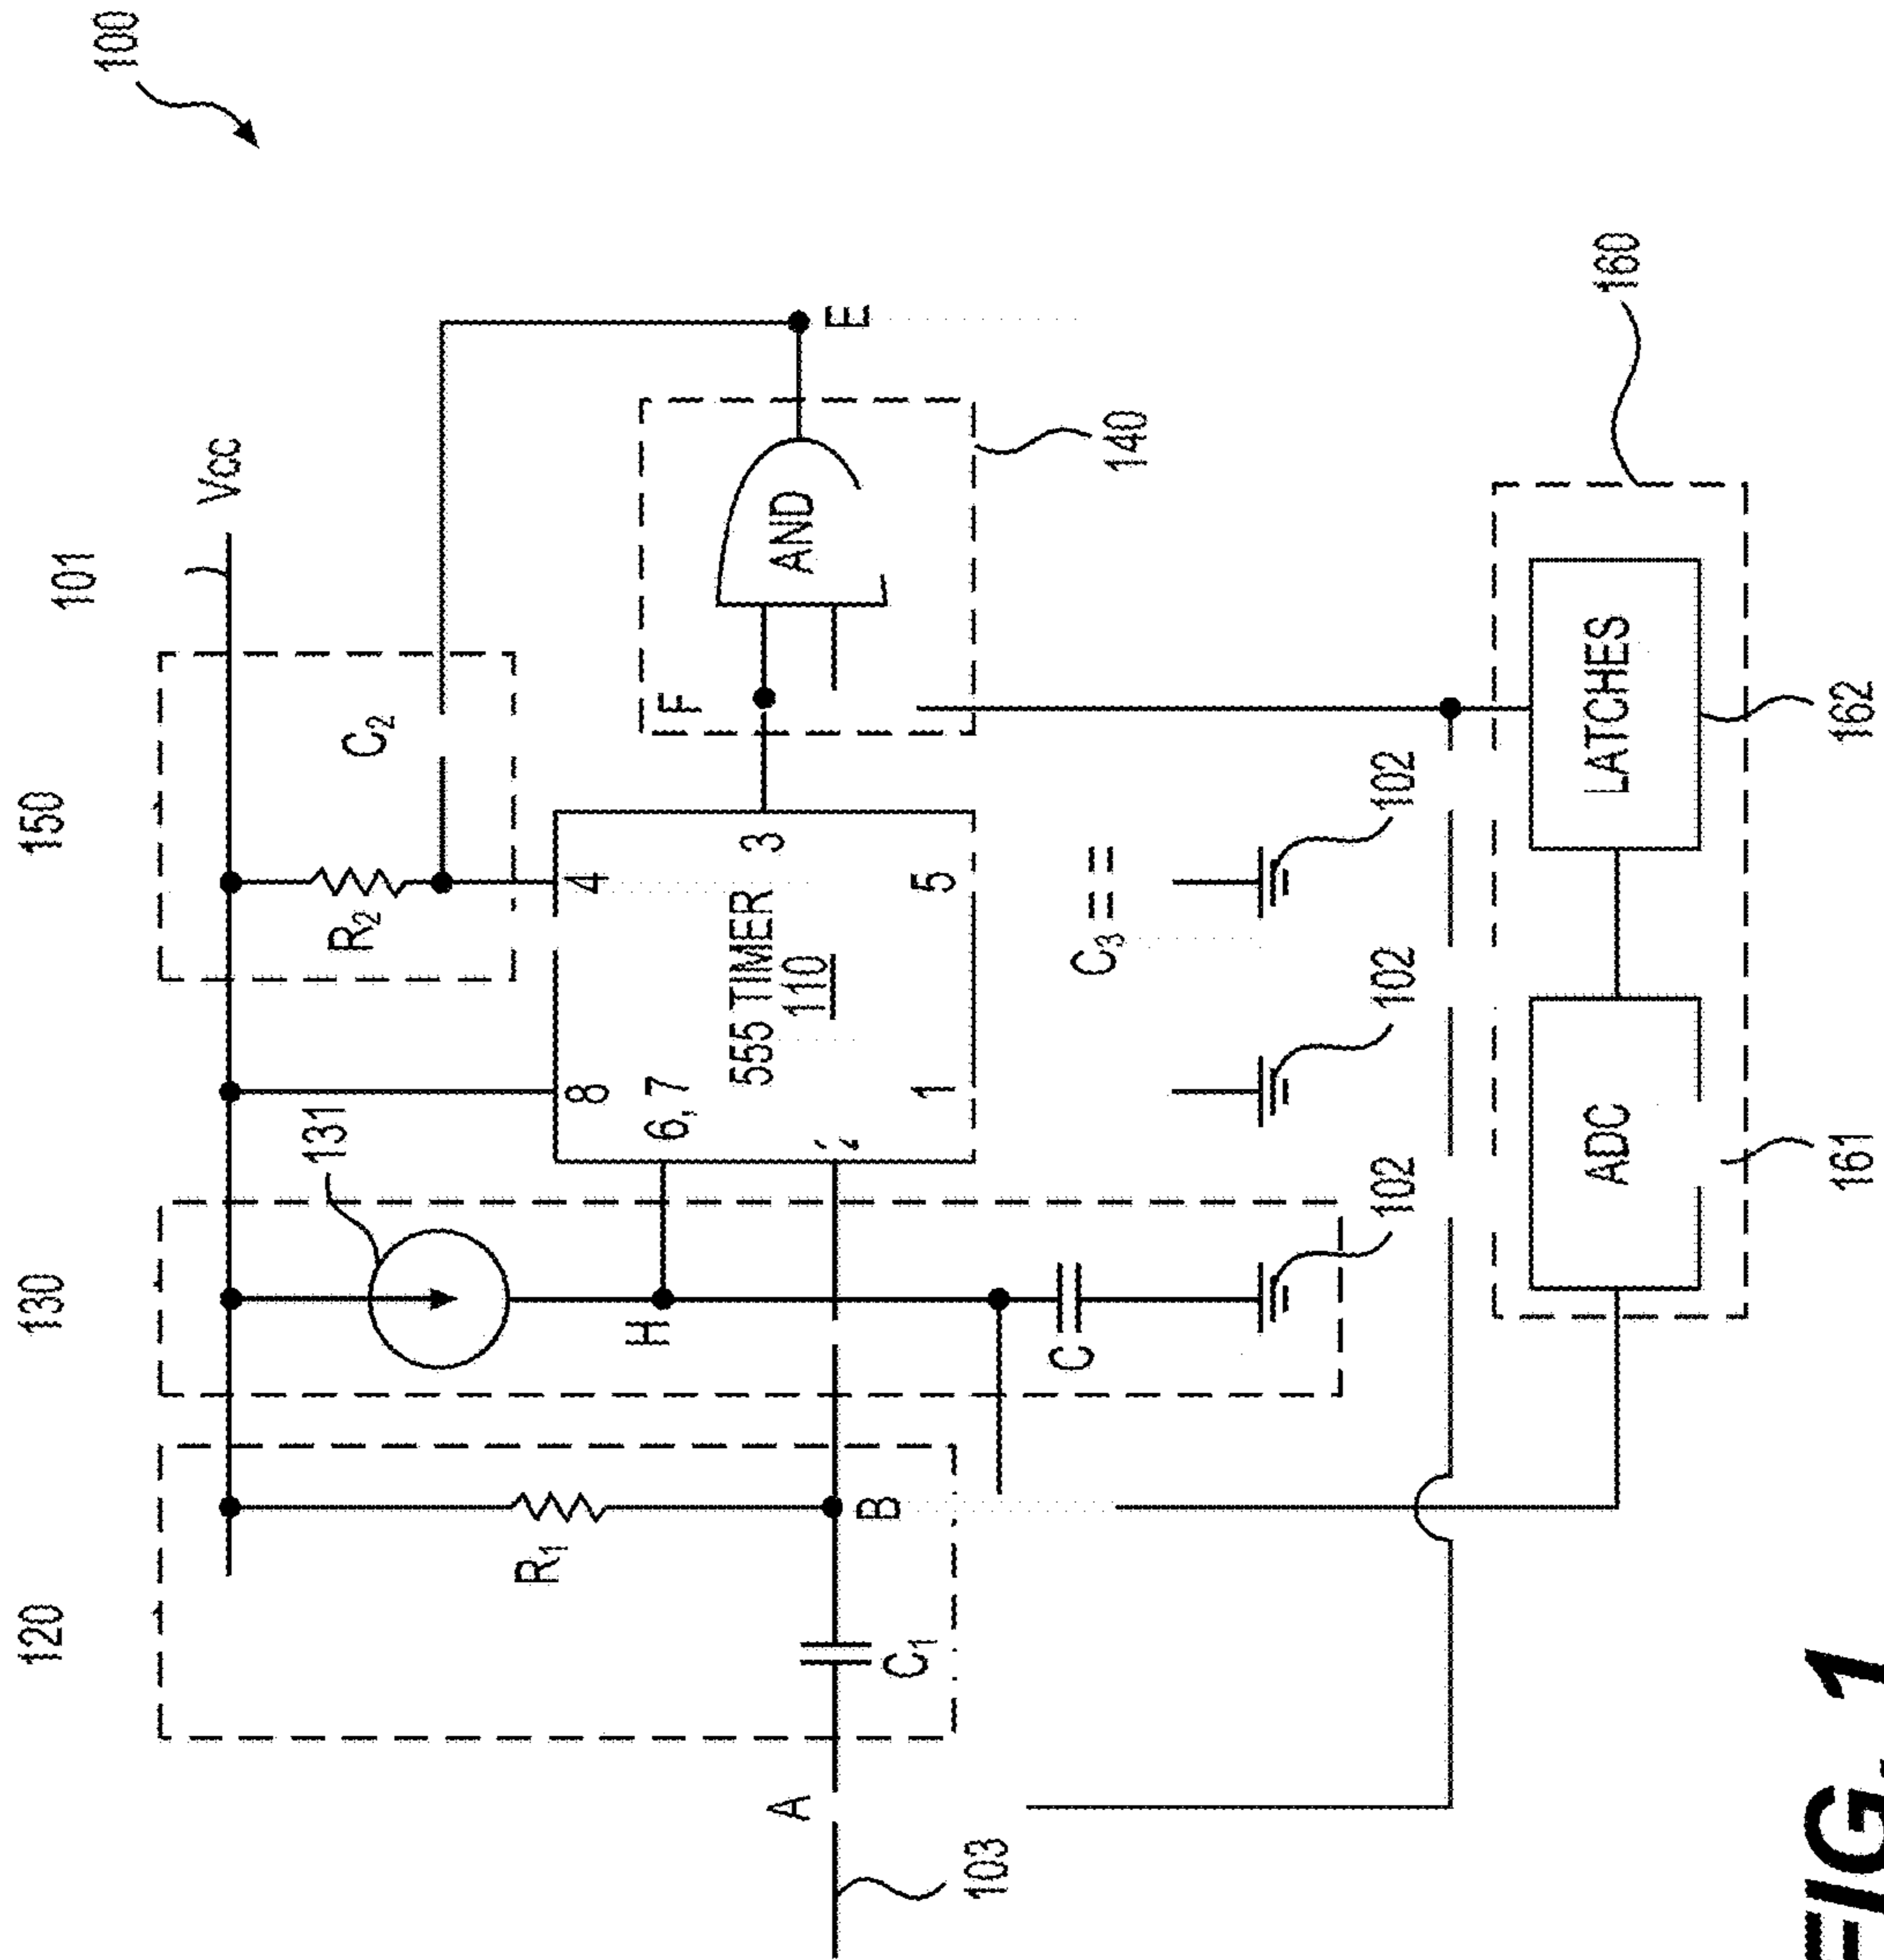 100
101
Vcc
150
130
120
R₂
C₂
131
R₁
H
8
4
6, 7
3
555 TIMER
110
1
5
F
AND
E
140
A
B
C₁
C
C₃
103
102
102
102
160
ADC
LATCHES
161
162
FIG. 1